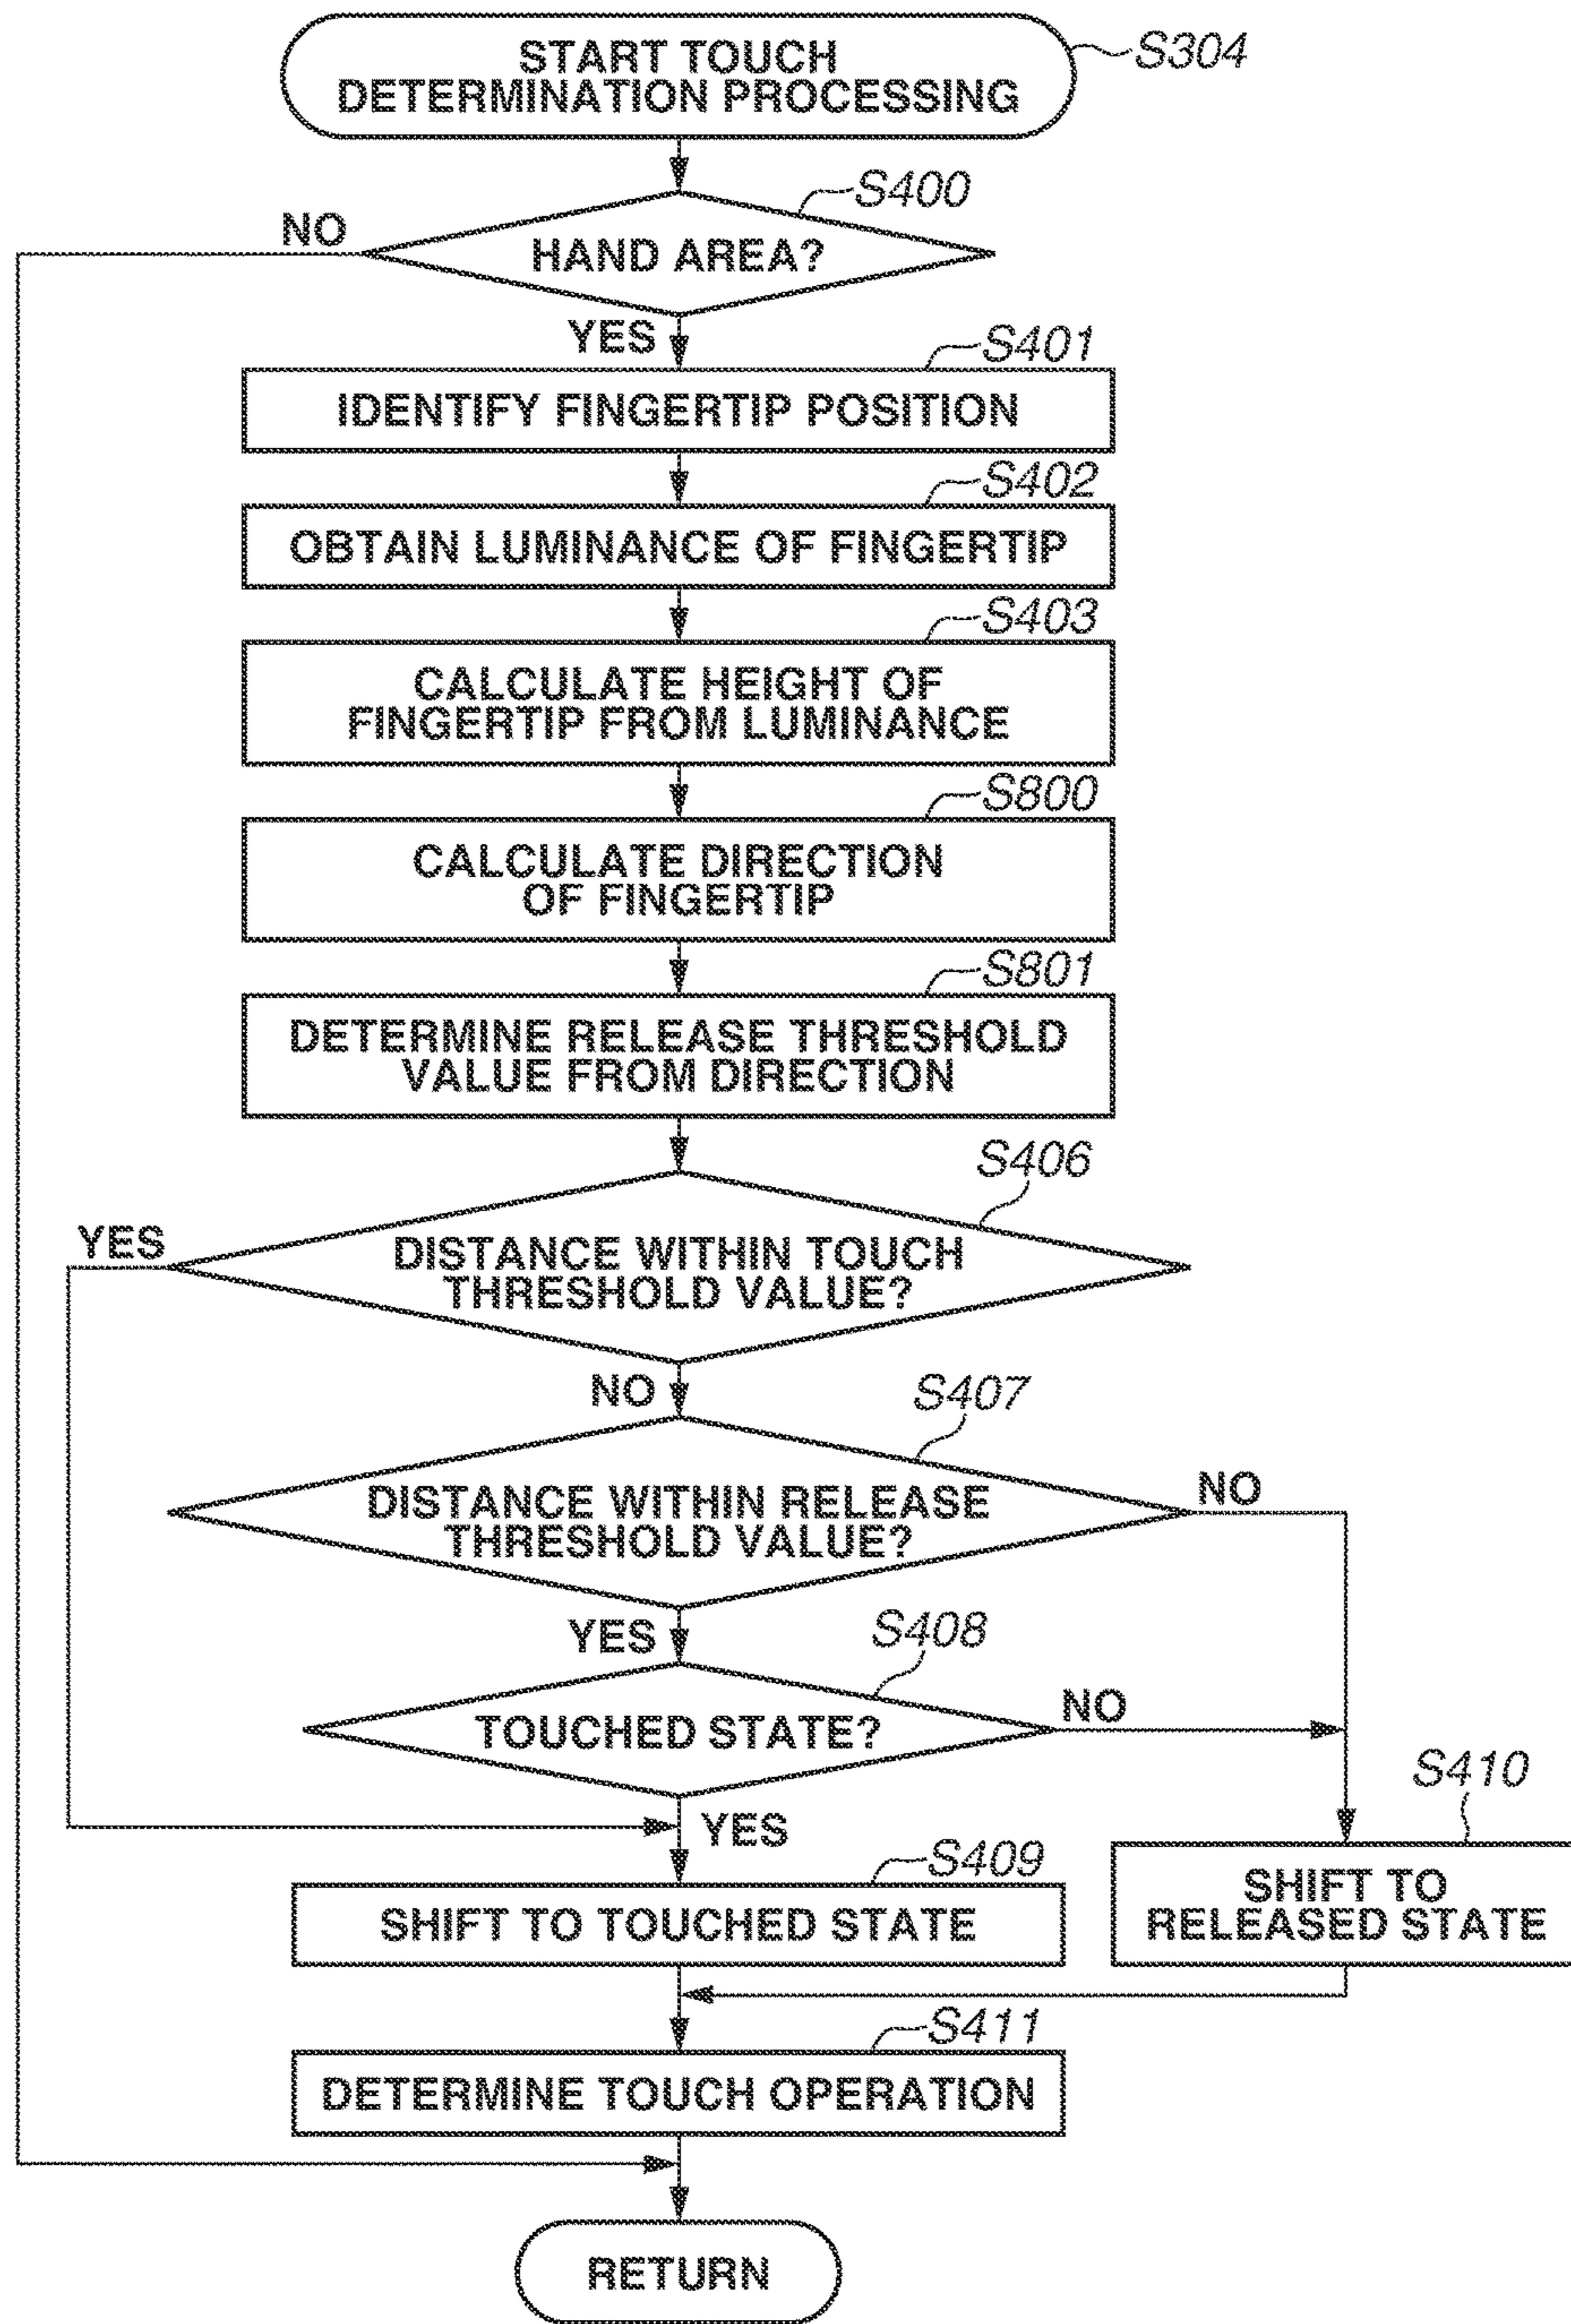 START TOUCH
DETERMINATION PROCESSING
S304
S400
NO
HAND AREA?
YES
S401
IDENTIFY FINGERTIP POSITION
S402
OBTAIN LUMINANCE OF FINGERTIP
S403
CALCULATE HEIGHT OF
FINGERTIP FROM LUMINANCE
S800
CALCULATE DIRECTION
OF FINGERTIP
S801
DETERMINE RELEASE THRESHOLD
VALUE FROM DIRECTION
S406
YES
DISTANCE WITHIN TOUCH
THRESHOLD VALUE?
NO
S407
DISTANCE WITHIN RELEASE
THRESHOLD VALUE?
NO
YES
S408
TOUCHED STATE?
NO
YES
S410
S409
SHIFT TO TOUCHED STATE
SHIFT TO
RELEASED STATE
S411
DETERMINE TOUCH OPERATION
RETURN